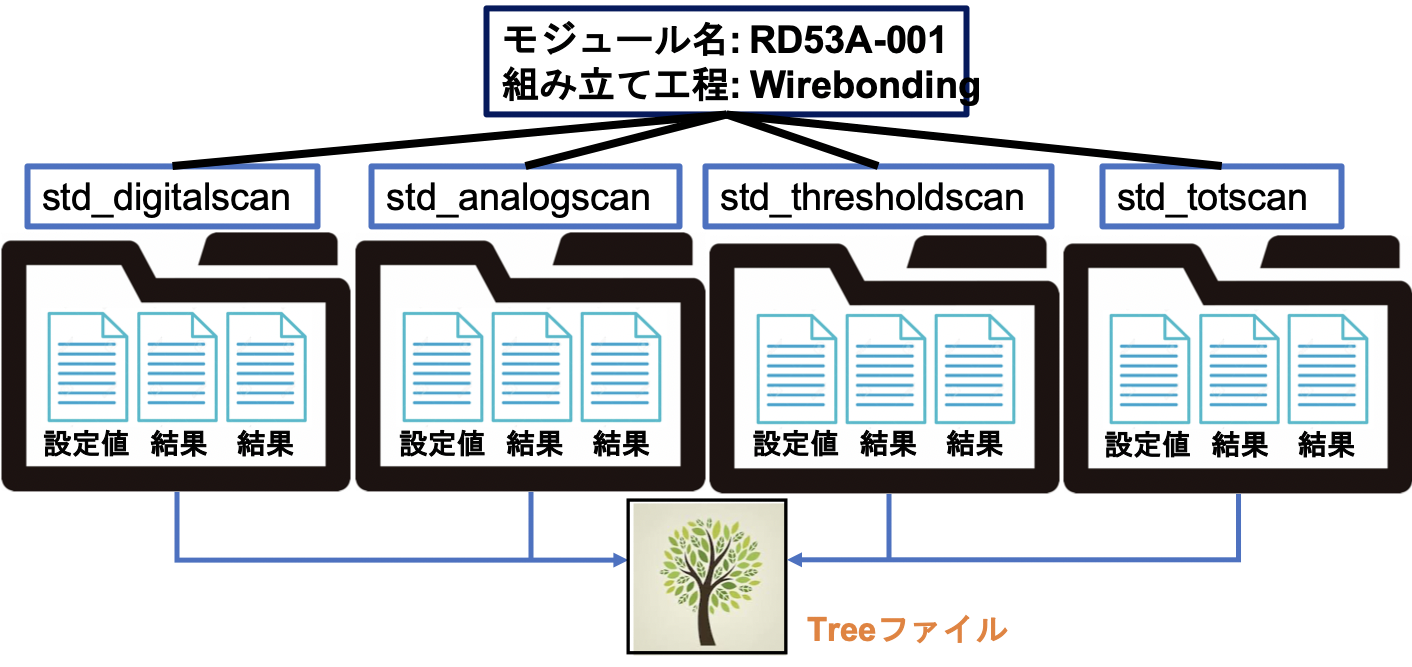 モジュール名: RD53A-001
組み立て工程: Wirebonding
std_digitalscan
std_analogscan
std_thresholdscan
std_totscan
設定値 結果 結果
設定値 結果 結果
設定値 結果 結果
設定値 結果 結果
Treeファイル